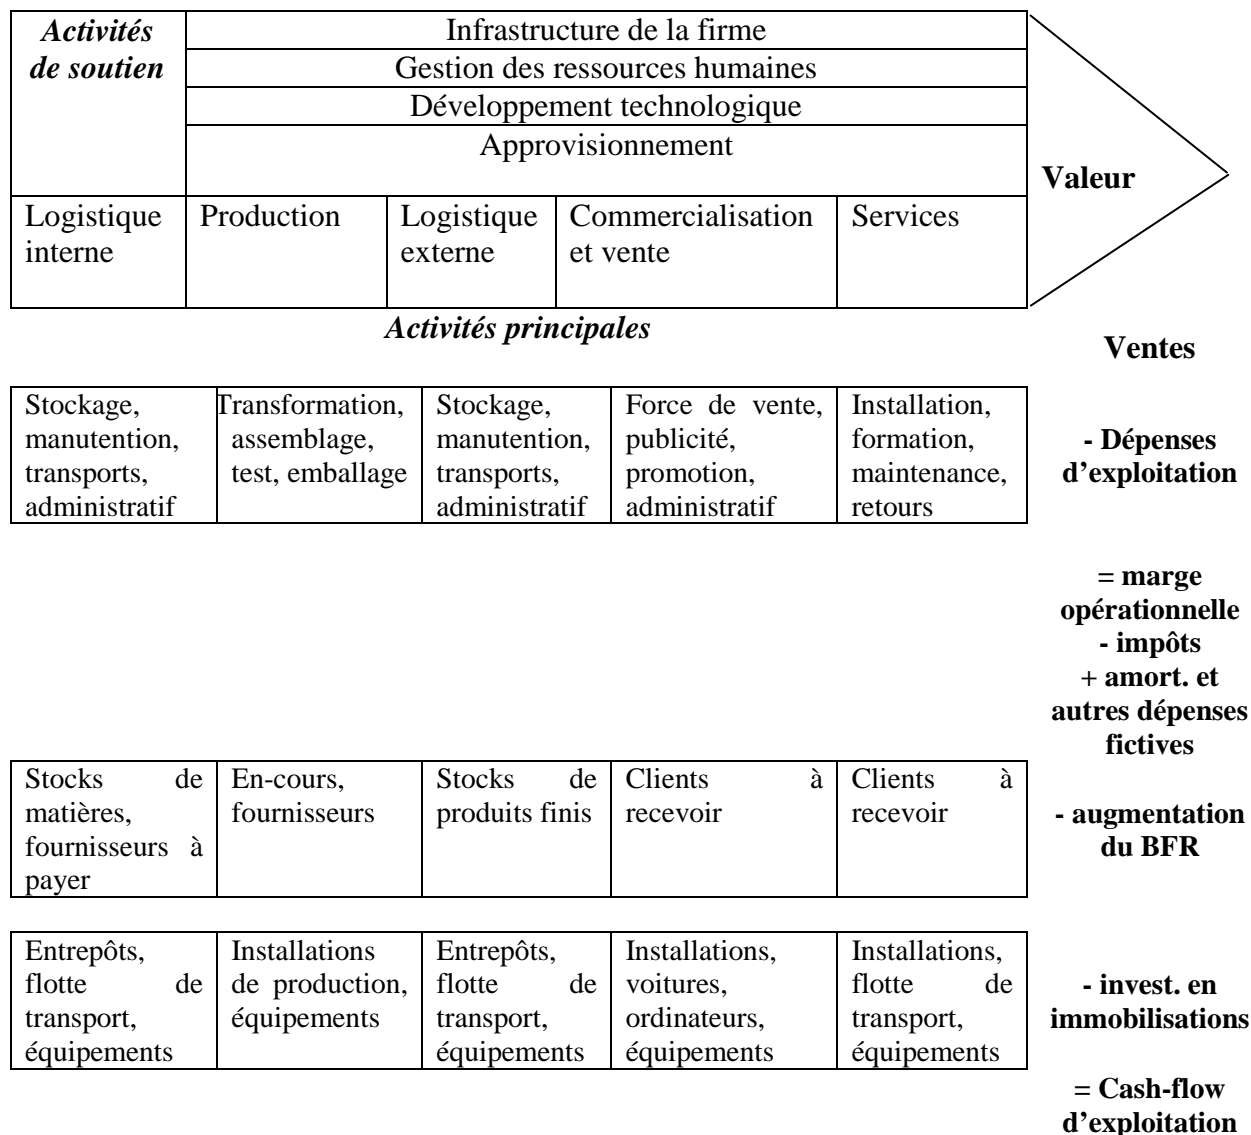 Activités
de soutien
Infrastructure de la firme
Gestion des ressources humaines
Développement technologique
Approvisionnement
Valeur
Logistique
interne
Production
Logistique
externe
Commercialisation
et vente
Services
Activités principales
Ventes
Stockage,
manutention,
transports,
administratif
Transformation,
assemblage,
test, emballage
Stockage,
manutention,
transports,
administratif
Force de vente,
publicité,
promotion,
administratif
Installation,
formation,
maintenance,
retours
- Dépenses
d’exploitation
= marge
opérationnelle
- impôts
+ amort. et
autres dépenses
fictives
Stocks de
matières,
fournisseurs à
payer
En-cours,
fournisseurs
Stocks de
produits finis
Clients à
recevoir
Clients à
recevoir
- augmentation
du BFR
Entrepôts,
flotte de
transport,
équipements
Installations
de production,
équipements
Entrepôts,
flotte de
transport,
équipements
Installations,
voitures,
ordinateurs,
équipements
Installations,
flotte de
transport,
équipements
- invest. en
immobilisations
= Cash-flow
d’exploitation